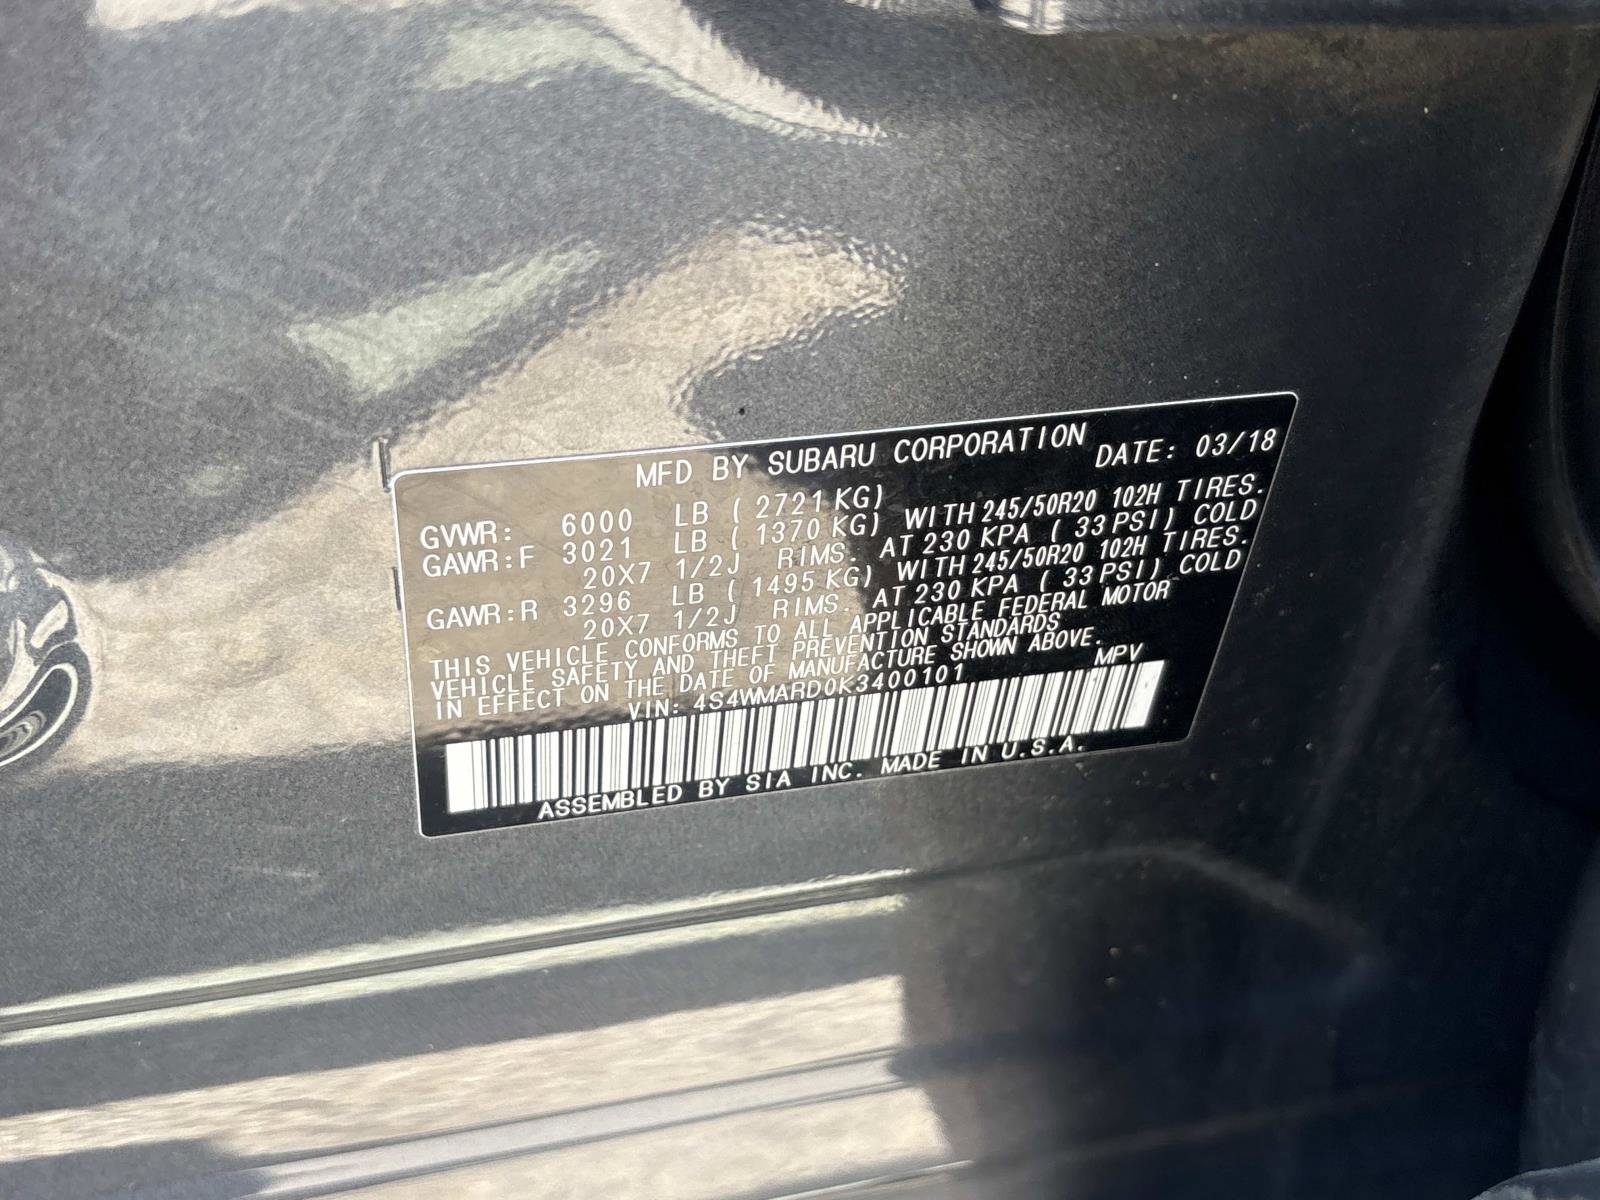 MFD BY SUBARU CORPORATION DATE: 03/18
GVWR: 6000 LB ( 2721 KG)
GAWR:F 3021 LB ( 1370 KG) WITH 245/50R20 102H TIRES.
20X7 1/2J RIMS. AT 230 KPA ( 33 PSI) COLD
GAWR:R 3296 LB ( 1495 KG) WITH 245/50R20 102H TIRES.
20X7 1/2J RIMS. AT 230 KPA ( 33 PSI) COLD
THIS VEHICLE CONFORMS TO ALL APPLICABLE FEDERAL MOTOR
VEHICLE SAFETY AND THEFT PREVENTION STANDARDS
IN EFFECT ON THE DATE OF MANUFACTURE SHOWN ABOVE.
VIN: 4S4WMARD0K3400101 MPV
ASSEMBLED BY SIA INC. MADE IN U.S.A.